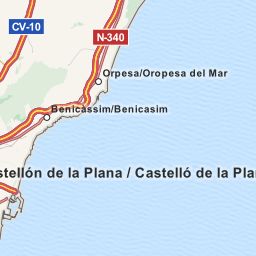 CV-10
N-340
Orpesa/Oropesa del Mar
Benicàssim/Benicasim
stellón de la Plana / Castelló de la Pla